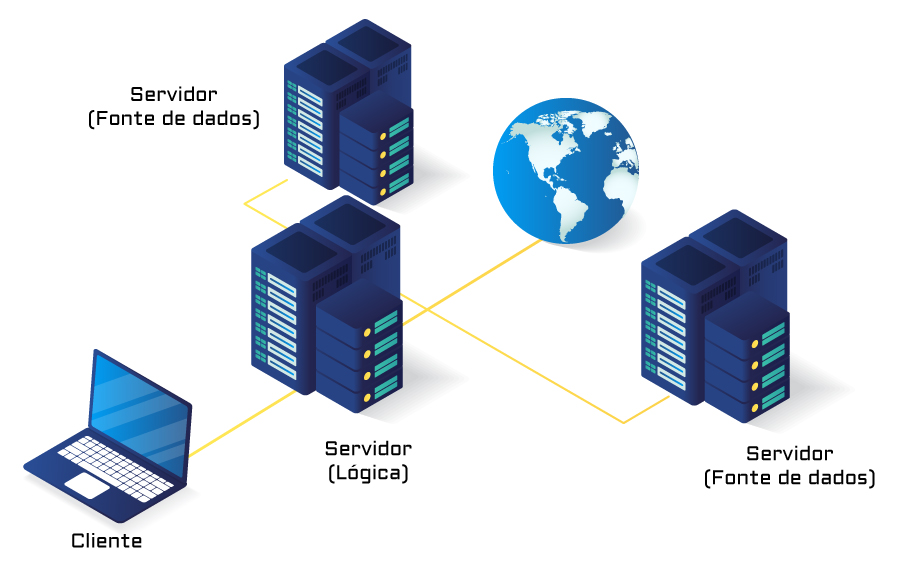 Servidor
(Fonte de dados)
Servidor
(Lógica)
Servidor
(Fonte de dados)
Cliente